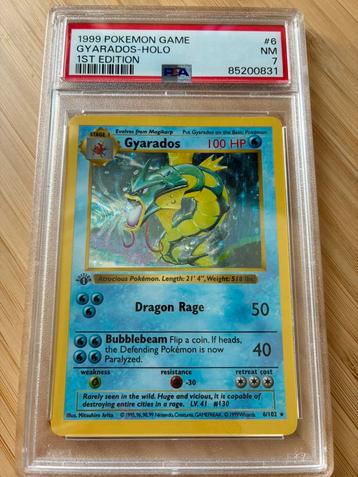 1999 POKEMON GAME #6
GYARADOS-HOLO NM
1ST EDITION 7
PSA 85200831
STAGE 1 Evolves from Magikarp Put Gyarados on the Basic Pokémon
Gyarados 100 HP
1
EDITION
Atrocious Pokémon. Length: 21' 4", Weight: 518 lbs
Dragon Rage 50
Bubblebeam Flip a coin. If heads,
the Defending Pokémon is now
Paralyzed.
40
weakness resistance retreat cost
-30
Rarely seen in the wild. Huge and vicious, it is capable of
destroying entire cities in a rage. LV. 41 #130
Illus. Mitsuhiro Arita © 1995, 96, 98, 99 Nintendo, Creatures, GAMEFREAK. © 1999 Wizards. 6/102 ★